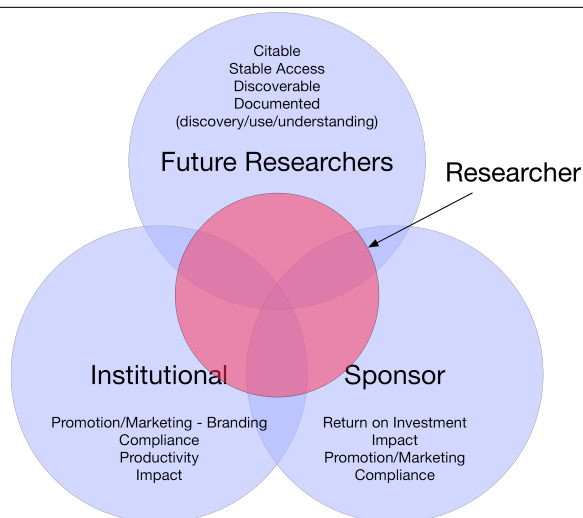 Citable
Stable Access
Discoverable
Documented
(discovery/use/understanding)
Future Researchers
Researcher
Institutional
Promotion/Marketing - Branding
Compliance
Productivity
Impact
Sponsor
Return on Investment
Impact
Promotion/Marketing
Compliance